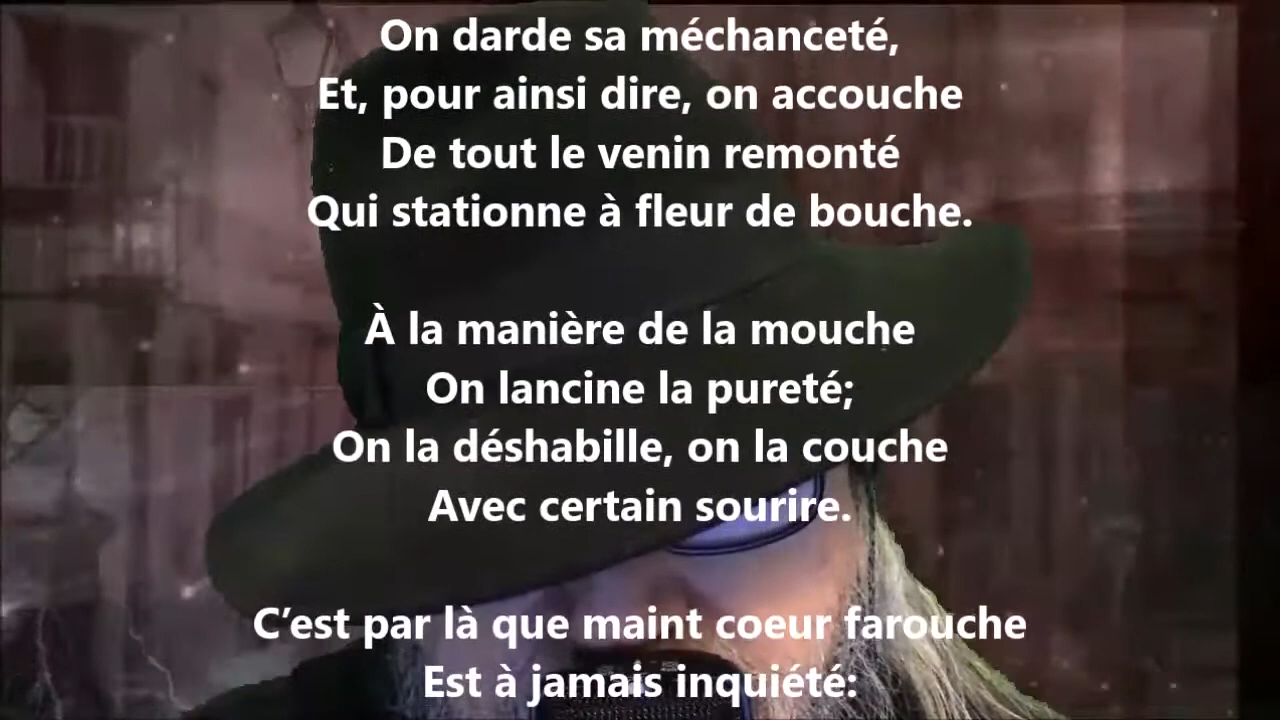 On darde sa méchanceté,
Et, pour ainsi dire, on accouche
De tout le venin remonté
Qui stationne à fleur de bouche.
À la manière de la mouche
On lancine la pureté;
On la déshabille, on la couche
Avec certain sourire.
C’est par là que maint coeur farouche
Est à jamais inquiété: